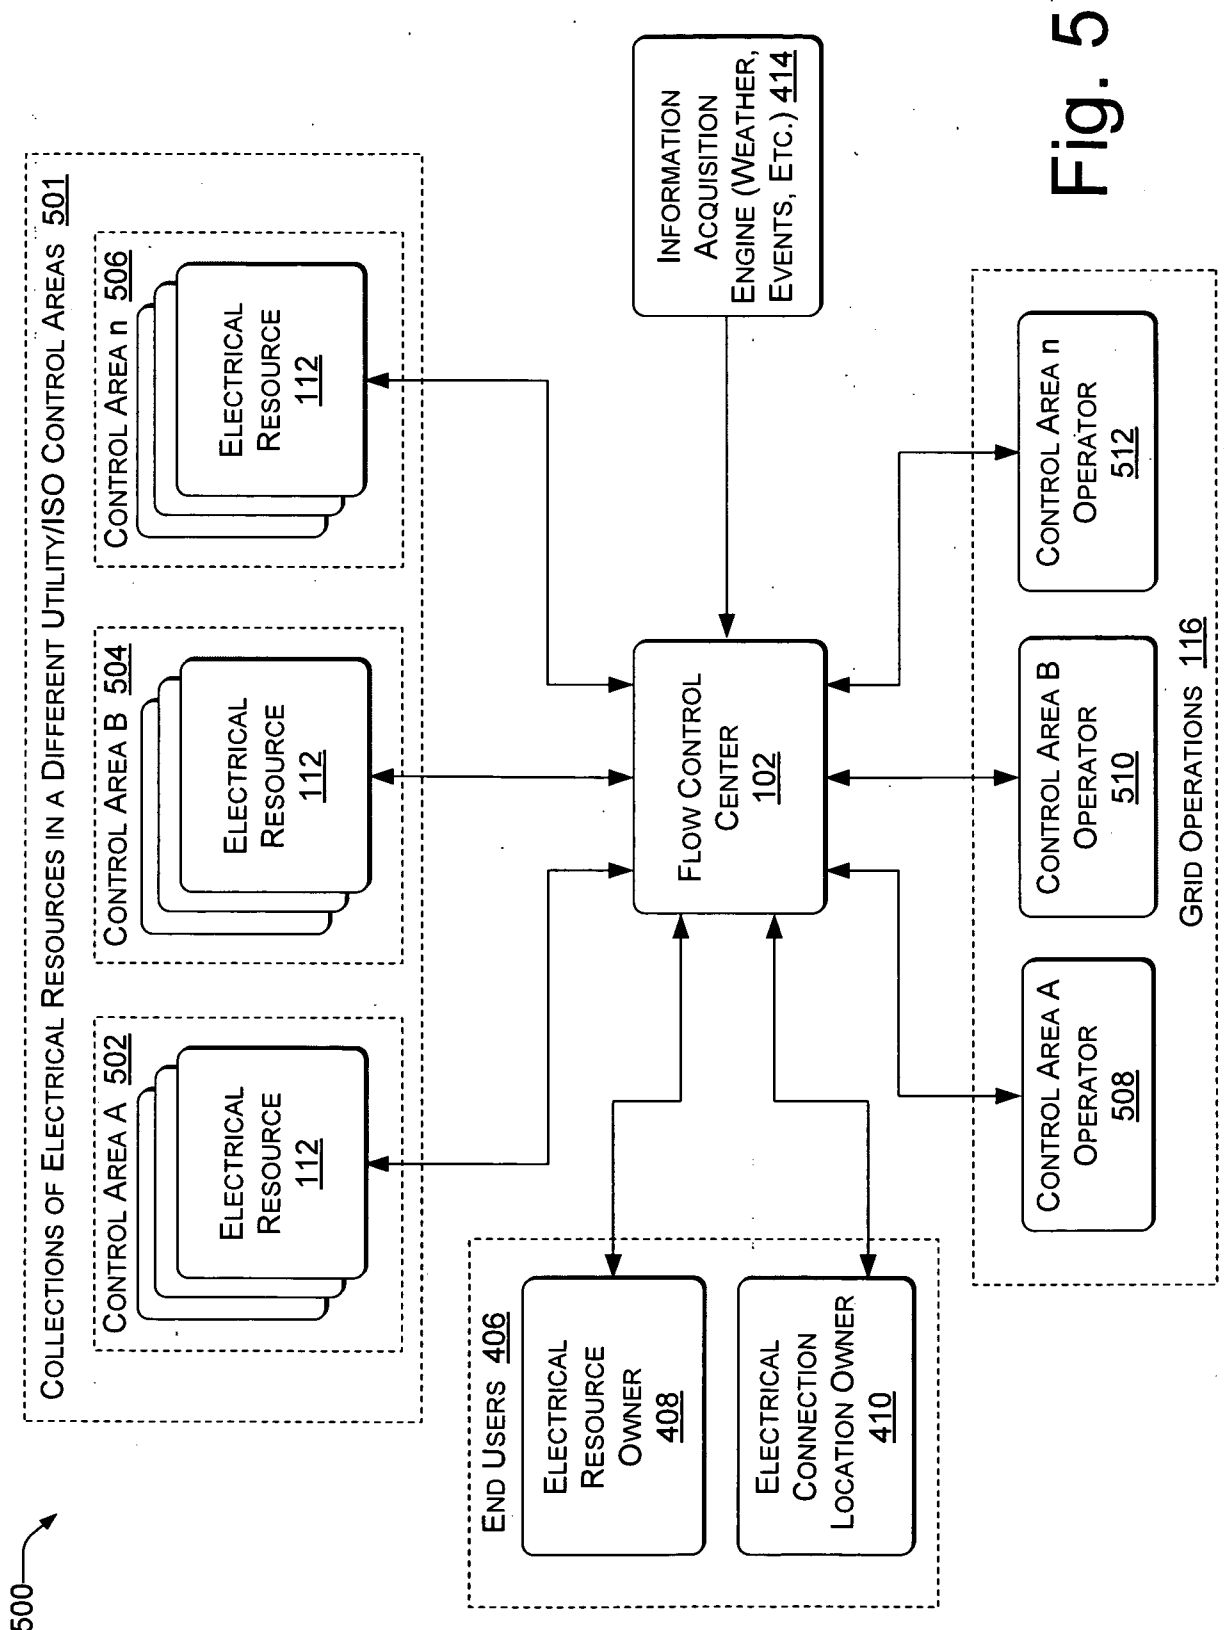 500
COLLECTIONS OF ELECTRICAL RESOURCES IN A DIFFERENT UTILITY/ISO CONTROL AREAS 501
CONTROL AREA A 502
ELECTRICAL
RESOURCE
112
CONTROL AREA B 504
ELECTRICAL
RESOURCE
112
CONTROL AREA n 506
ELECTRICAL
RESOURCE
112
END USERS 406
ELECTRICAL
RESOURCE
OWNER
408
ELECTRICAL
CONNECTION
LOCATION OWNER
410
FLOW CONTROL
CENTER
102
INFORMATION
ACQUISITION
ENGINE (WEATHER,
EVENTS, ETC.) 414
CONTROL AREA A
OPERATOR
508
CONTROL AREA B
OPERATOR
510
CONTROL AREA n
OPERATOR
512
GRID OPERATIONS 116
Fig. 5